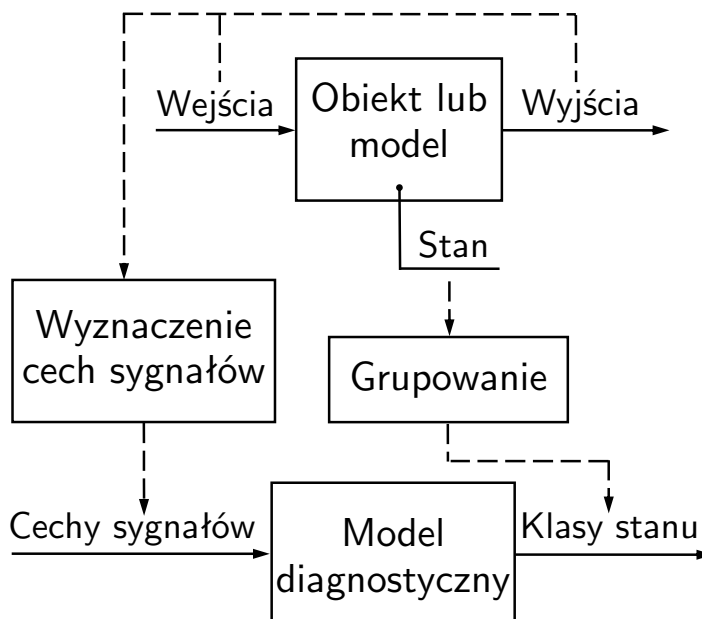 Wejścia
Obiekt lub
model
Wyjścia
Stan
Wyznaczenie
cech sygnałów
Grupowanie
Cechy sygnałów
Model
diagnostyczny
Klasy stanu